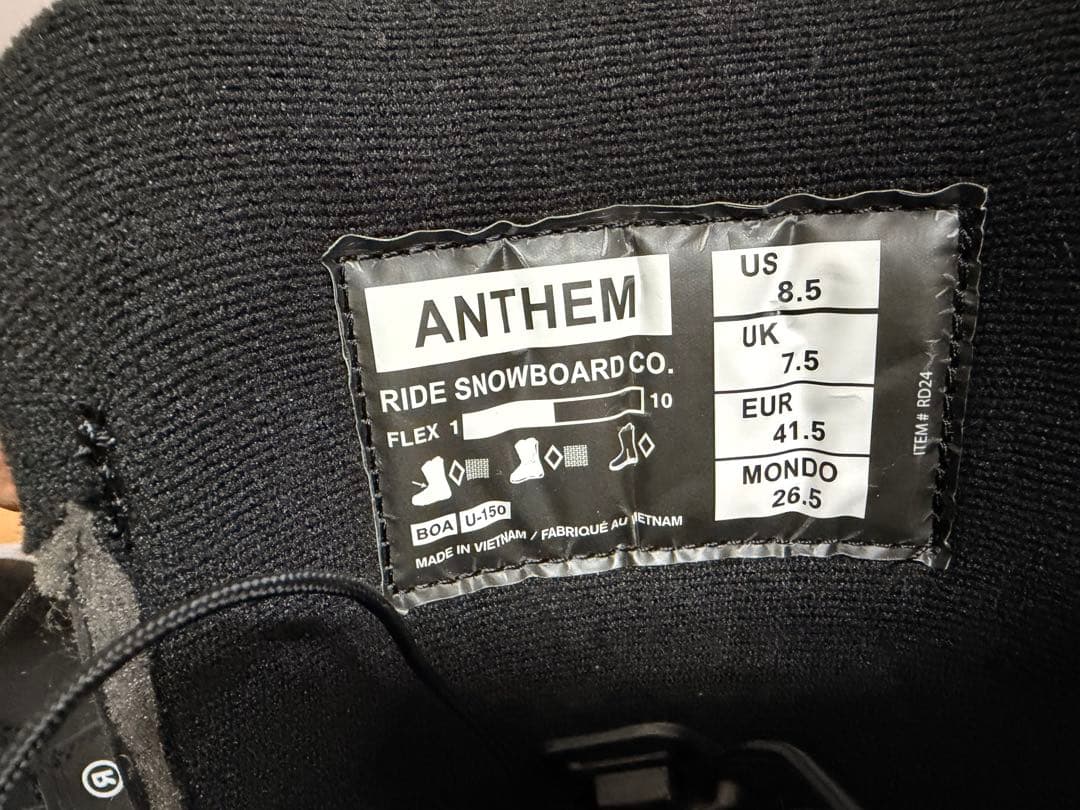 ANTHEM
RIDE SNOWBOARD CO.
FLEX 1 10
BOA U-150
MADE IN VIETNAM / FABRIQUÉ AU VIETNAM
US
8.5
UK
7.5
EUR
41.5
MONDO
26.5
ITEM# RD24